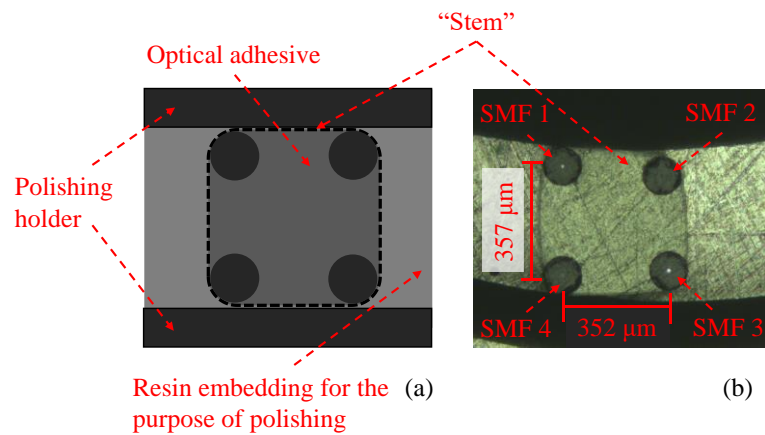 “Stem”
Optical adhesive
SMF 1
SMF 2
Polishing
holder
357 μm
SMF 4
352 μm
SMF 3
Resin embedding for the
purpose of polishing
(a)
(b)